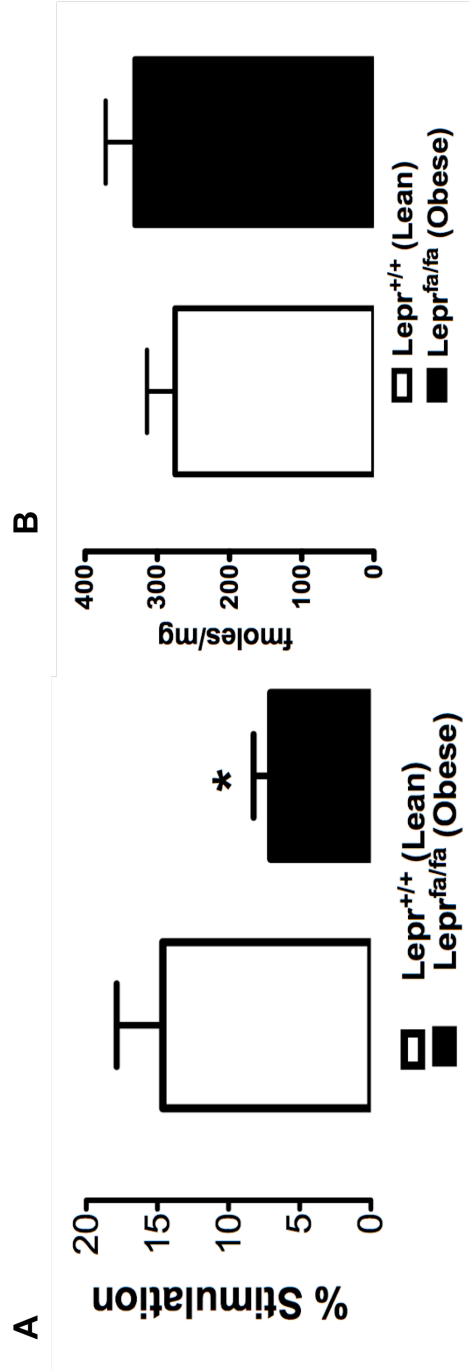 A
% Stimulation
20
15
10
5
0
*
Lepr+/+ (Lean)
Leprfa/fa (Obese)
B
fmoles/mg
400
300
200
100
0
Lepr+/+ (Lean)
Leprfa/fa (Obese)